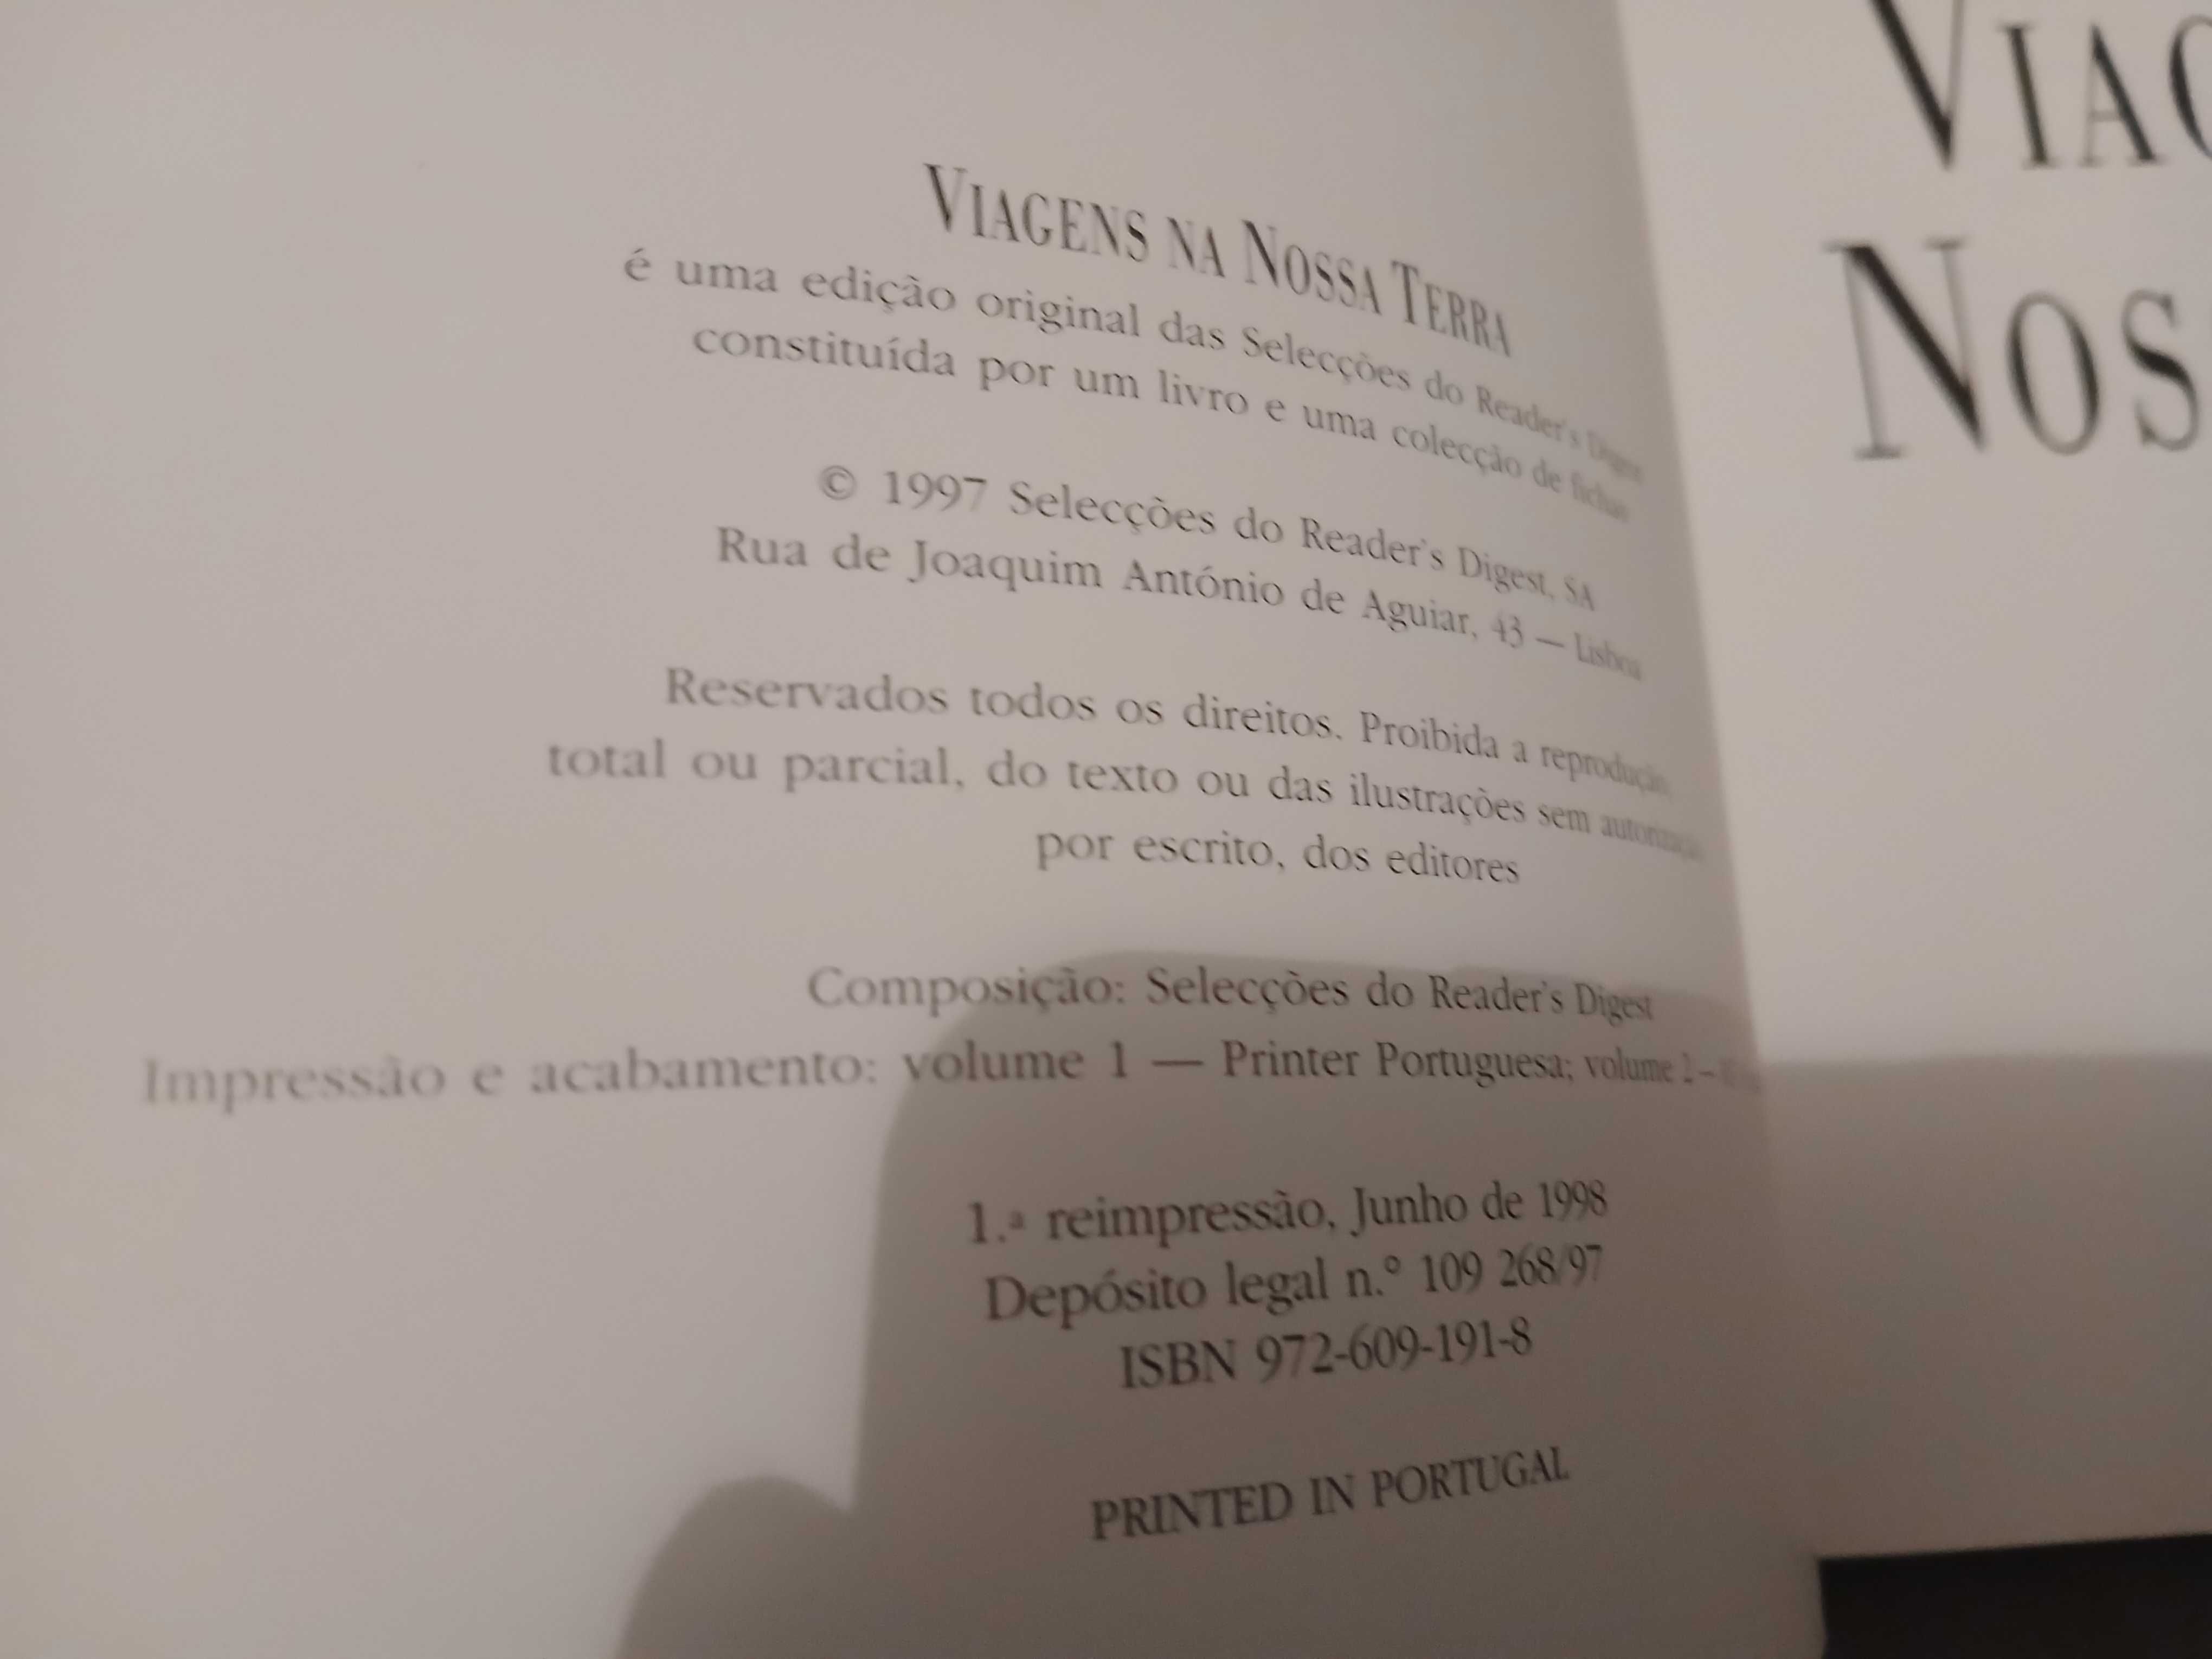 VIAGENS NA NOSSA TERRA
é uma edição original das Selecções do Reader's Digest
constituída por um livro e uma colecção de fichas
© 1997 Selecções do Reader's Digest, SA
Rua de Joaquim António de Aguiar, 43 — Lisboa
Reservados todos os direitos. Proibida a reprodução,
total ou parcial, do texto ou das ilustrações sem
por escrito, dos editores
Composição: Selecções do Reader's Digest
Impressão e acabamento: volume 1 — Printer Portuguesa; volume 2 –
1.ª reimpressão, Junho de 1998
Depósito legal n.º 109 268/97
ISBN 972-609-191-8
PRINTED IN PORTUGAL
VIAG
NOS